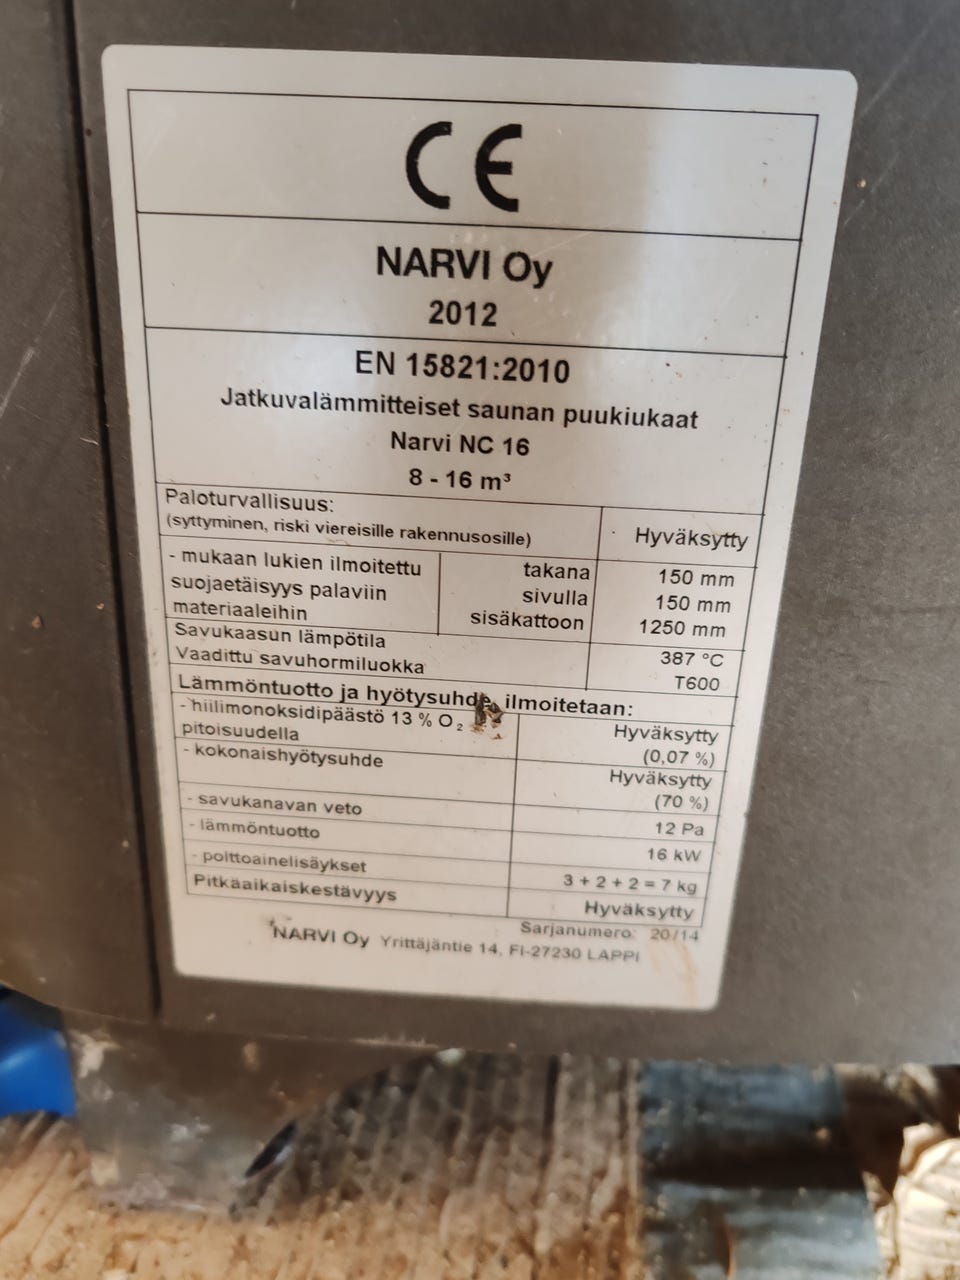 CE
NARVI Oy
2012
EN 15821:2010
Jatkuvalämmitteiset saunan puukiukaat
Narvi NC 16
8 - 16 m³
Paloturvallisuus:
(syttyminen, riski viereisille rakennusosille) Hyväksytty
- mukaan lukien ilmoitettu takana 150 mm
suojaetäisyys palaviin sivulla 150 mm
materiaaleihin sisäkattoon 1250 mm
Savukaasun lämpötila 387 °C
Vaadittu savuhormiluokka T600
Lämmöntuotto ja hyötysuhde, ilmoitetaan:
- hiilimonoksidipäästö 13 % O₂ Hyväksytty
pitoisuudella (0,07 %)
- kokonaishyötysuhde Hyväksytty
(70 %)
- savukanavan veto 12 Pa
- lämmöntuotto 16 kW
- polttoainelisäykset 3 + 2 + 2 = 7 kg
Pitkäaikaiskestävyys Hyväksytty
Sarjanumero: 20/14
NARVI Oy Yrittäjäntie 14, FI-27230 LAPPI